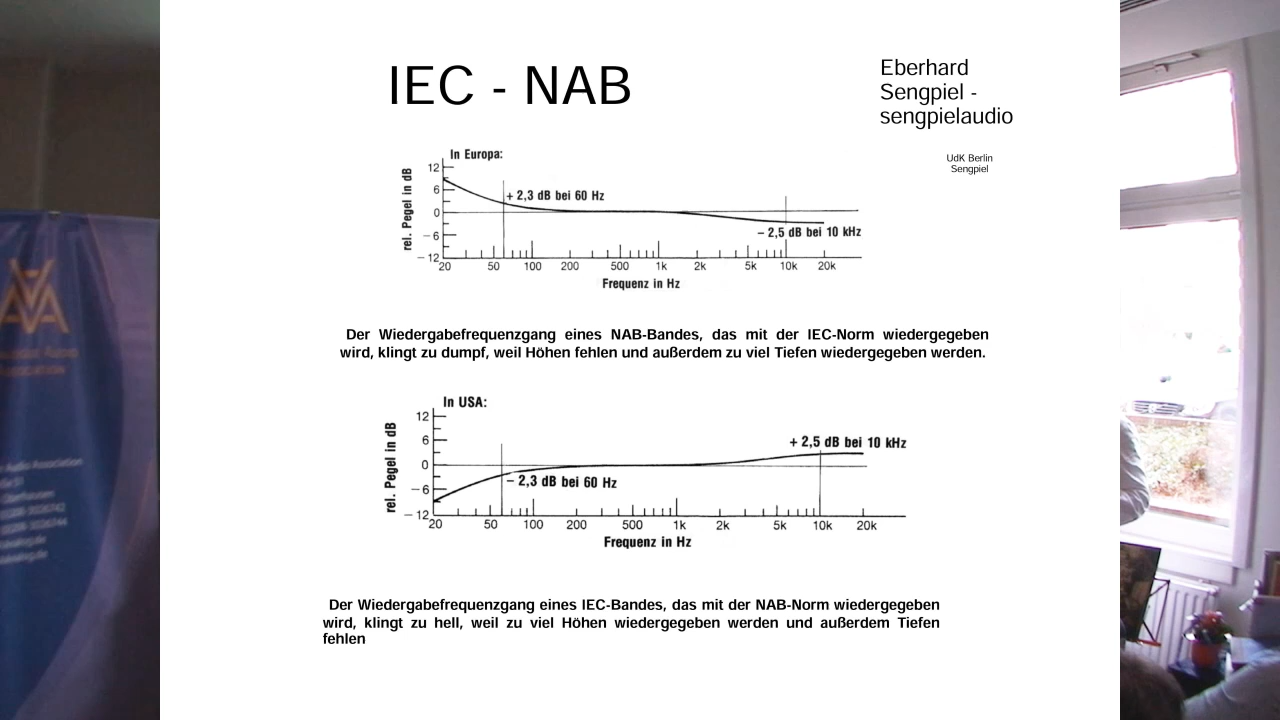 IEC - NAB
Eberhard
Sengpiel -
sengpielaudio
UdK Berlin
Sengpiel
In Europa:
rel. Pegel in dB
12
6
0
−6
−12
+ 2,3 dB bei 60 Hz
− 2,5 dB bei 10 kHz
20 50 100 200 500 1k 2k 5k 10k 20k
Frequenz in Hz
Der Wiedergabefrequenzgang eines NAB-Bandes, das mit der IEC-Norm wiedergegeben
wird, klingt zu dumpf, weil Höhen fehlen und außerdem zu viel Tiefen wiedergegeben werden.
In USA:
rel. Pegel in dB
12
6
0
−6
−12
+ 2,5 dB bei 10 kHz
− 2,3 dB bei 60 Hz
20 50 100 200 500 1k 2k 5k 10k 20k
Frequenz in Hz
Der Wiedergabefrequenzgang eines IEC-Bandes, das mit der NAB-Norm wiedergegeben
wird, klingt zu hell, weil zu viel Höhen wiedergegeben werden und außerdem Tiefen
fehlen
Audio Association